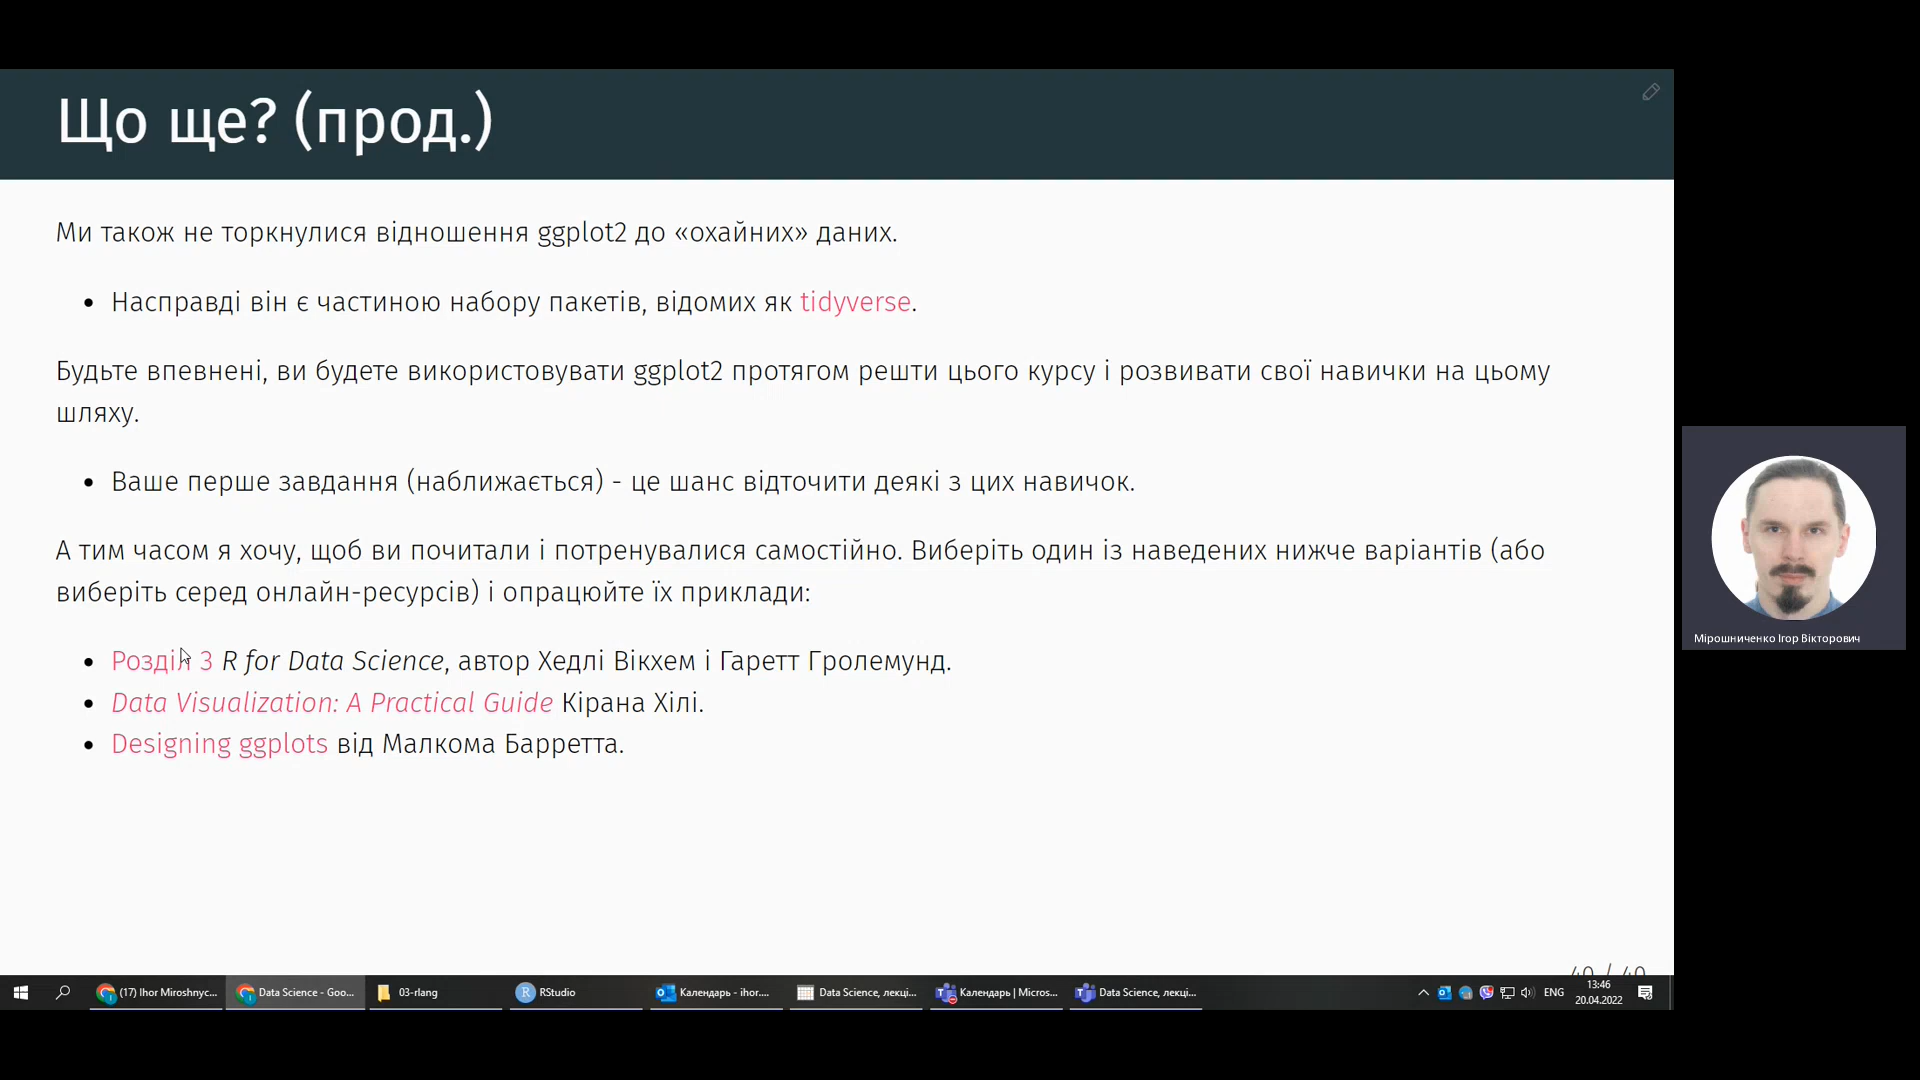 Що ще? (прод.)
Ми також не торкнулися відношення ggplot2 до «охайних» даних.
• Насправді він є частиною набору пакетів, відомих як tidyverse.
Будьте впевнені, ви будете використовувати ggplot2 протягом решти цього курсу і розвивати свої навички на цьому
шляху.
• Ваше перше завдання (наближається) - це шанс відточити деякі з цих навичок.
А тим часом я хочу, щоб ви почитали і потренувалися самостійно. Виберіть один із наведених нижче варіантів (або
виберіть серед онлайн-ресурсів) і опрацюйте їх приклади:
• Розділ 3 R for Data Science, автор Хедлі Вікхем і Гаретт Гролемунд.
• Data Visualization: A Practical Guide Кірана Хілі.
• Designing ggplots від Малкома Барретта.
40 / 40
Мірошниченко Ігор Вікторович
(17) Ihor Miroshnyc...
Data Science - Goo...
03-rlang
RStudio
Календарь - ihor....
Data Science, лекці...
Календарь | Micros...
Data Science, лекці...
ENG
13:46
20.04.2022